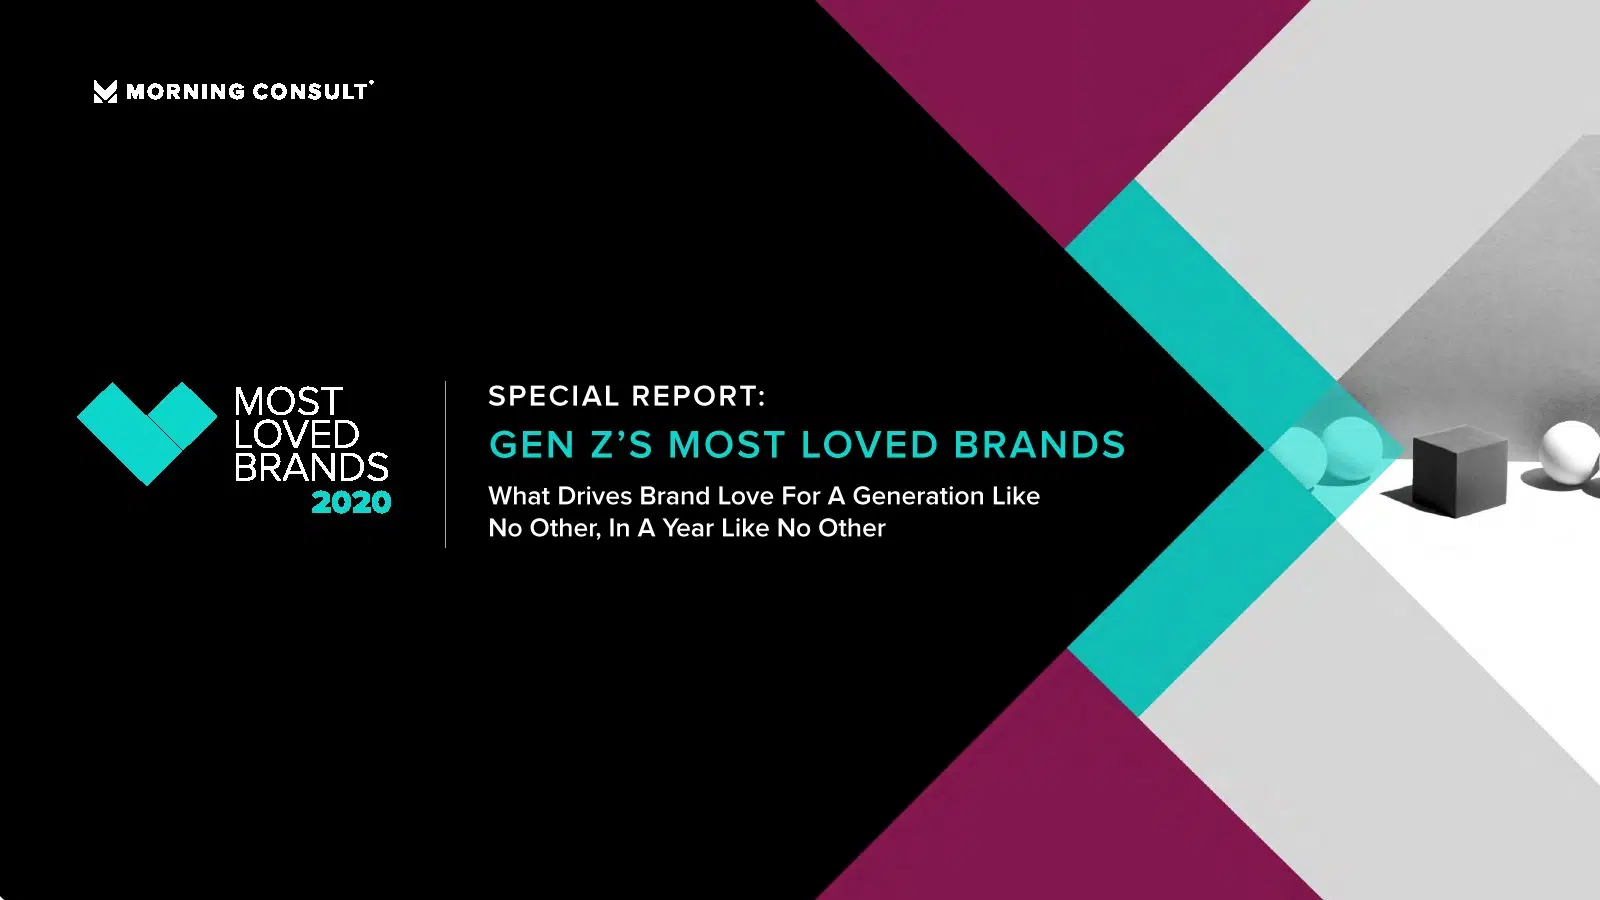 MORNING CONSULT
MOST
LOVED
BRANDS
2020
SPECIAL REPORT:
GEN Z’S MOST LOVED BRANDS
What Drives Brand Love For A Generation Like
No Other, In A Year Like No Other